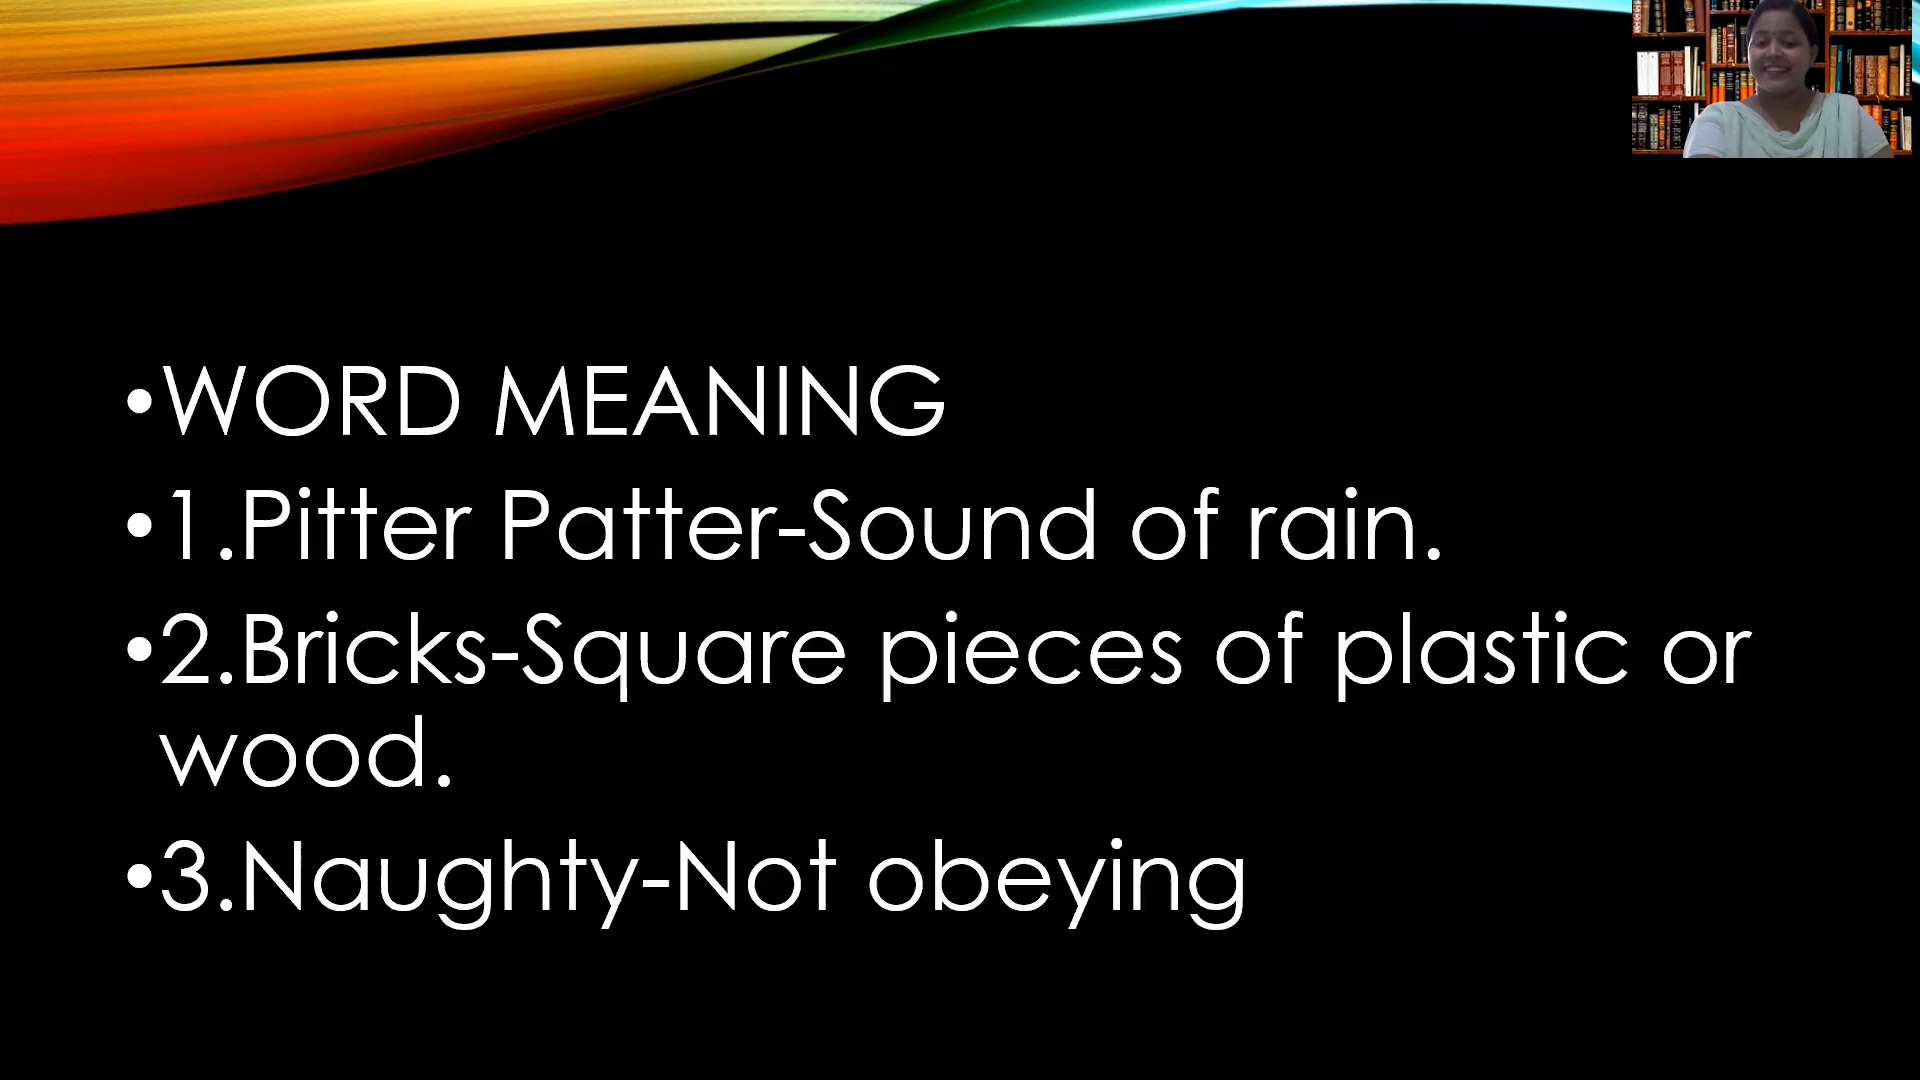 •WORD MEANING
•1.Pitter Patter-Sound of rain.
•2.Bricks-Square pieces of plastic or
wood.
•3.Naughty-Not obeying